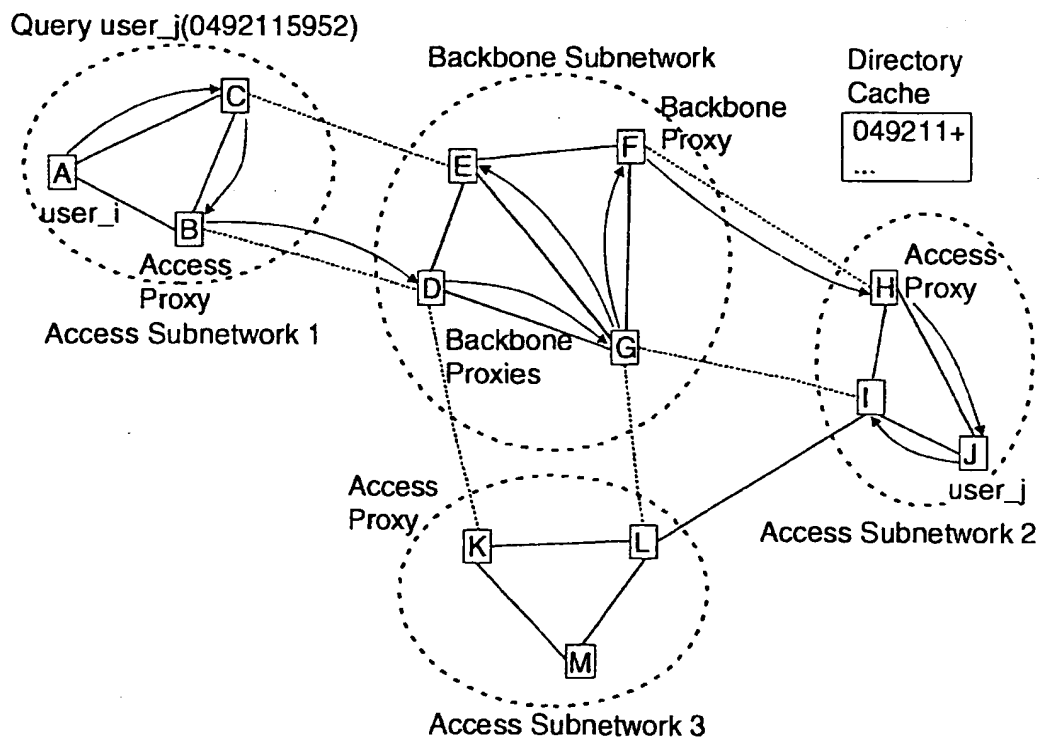 Query user_j(0492115952)
Backbone Subnetwork
Directory
Cache
049211+
...
C
Backbone
Proxy
F
E
A
user_i
B
Access
Proxy
Access Subnetwork 1
D
Backbone
Proxies
G
Access
Proxy
H
I
J
user_j
Access Subnetwork 2
Access
Proxy
K
L
M
Access Subnetwork 3